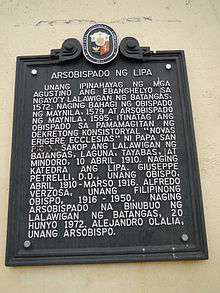 ARSOBISPADO NG LIPA
UNANG IPINAHAYAG NG MGA
AGUSTINO ANG EBANGHELYO SA
NGAYO'Y LALAWIGAN NG BATANGAS,
1572. NAGING BAHAGI NG OBISPADO
NG MAYNILA, 1579 AT ARSOBISPADO
NG MAYNILA, 1595. ITINATAG ANG
OBISPADO SA PAMAMAGITAN NG
DEKRETONG KONSISTORYAL "NOVAS
ERIGERE ECCLESIAS" NI PAPA SAN
SAKOP ANG LALAWIGAN NG
BATANGAS, LAGUNA, TAYABAS, AT
MINDORO, 10 ABRIL 1910. NAGING
KATEDRA ANG LIPA. GIUSEPPE
PETRELLI, D.D., UNANG OBISPO,
ABRIL 1910-MARSO 1916. ALFREDO
VERZOSA, UNANG FILIPINONG
OBISPO, 1916-1950. NAGING
ARSOBISPADO NA BINUBUO NG
LALAWIGAN NG BATANGAS, 20
HUNYO 1972. ALEJANDRO OLALIA,
UNANG ARSOBISPO.